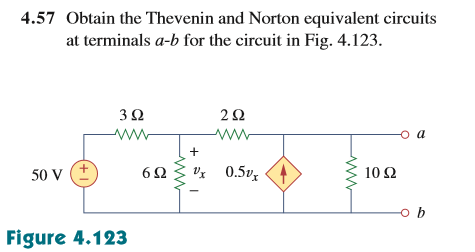 4.57 Obtain the Thevenin and Norton equivalent circuits
at terminals a-b for the circuit in Fig. 4.123.
3 Ω 2 Ω
a
+
50 V + − 6 Ω vx 0.5vx 10 Ω
−
b
Figure 4.123